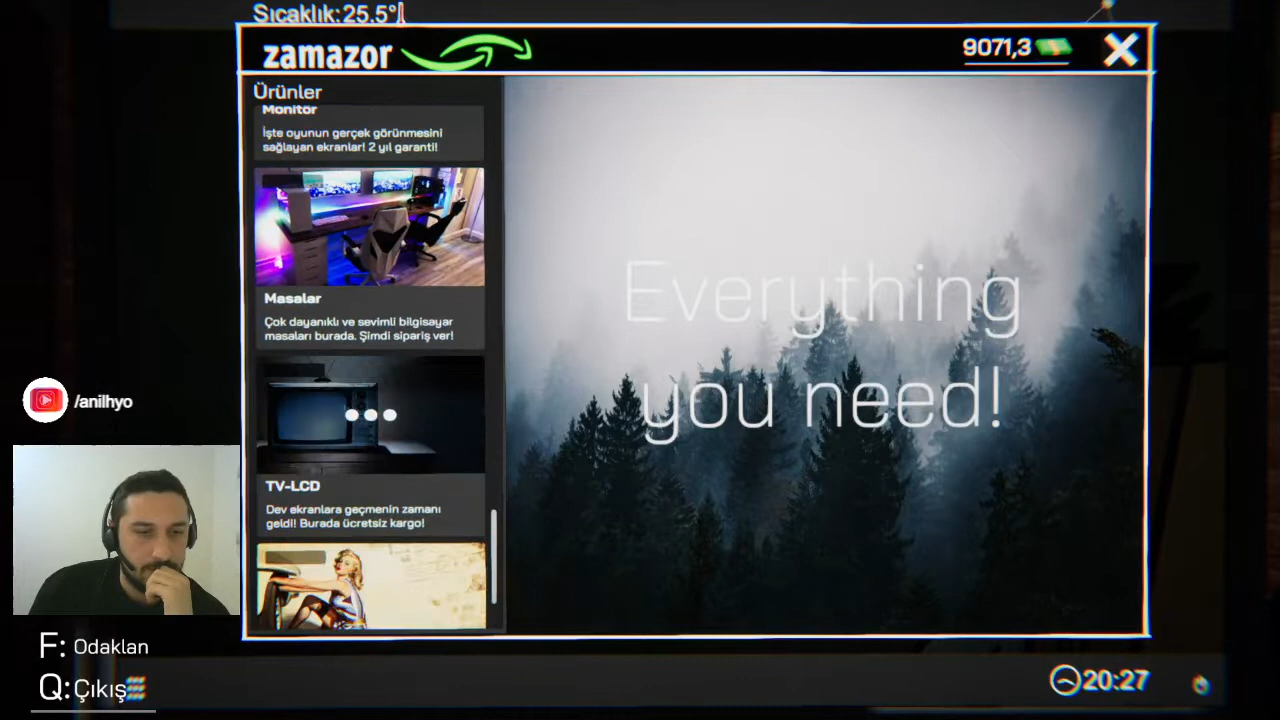 Sıcaklık: 25.5°
zamazor
9071,3
Ürünler
Monitör
İşte oyunun gerçek görünmesini
sağlayan ekranlar! 2 yıl garanti!
Masalar
Çok dayanıklı ve sevimli bilgisayar
masaları burada. Şimdi sipariş ver!
TV-LCD
Dev ekranlara geçmenin zamanı
geldi! Burada ücretsiz kargo!
Everything
you need!
/anilhyo
F: Odaklan
Q: Çıkış
20:27